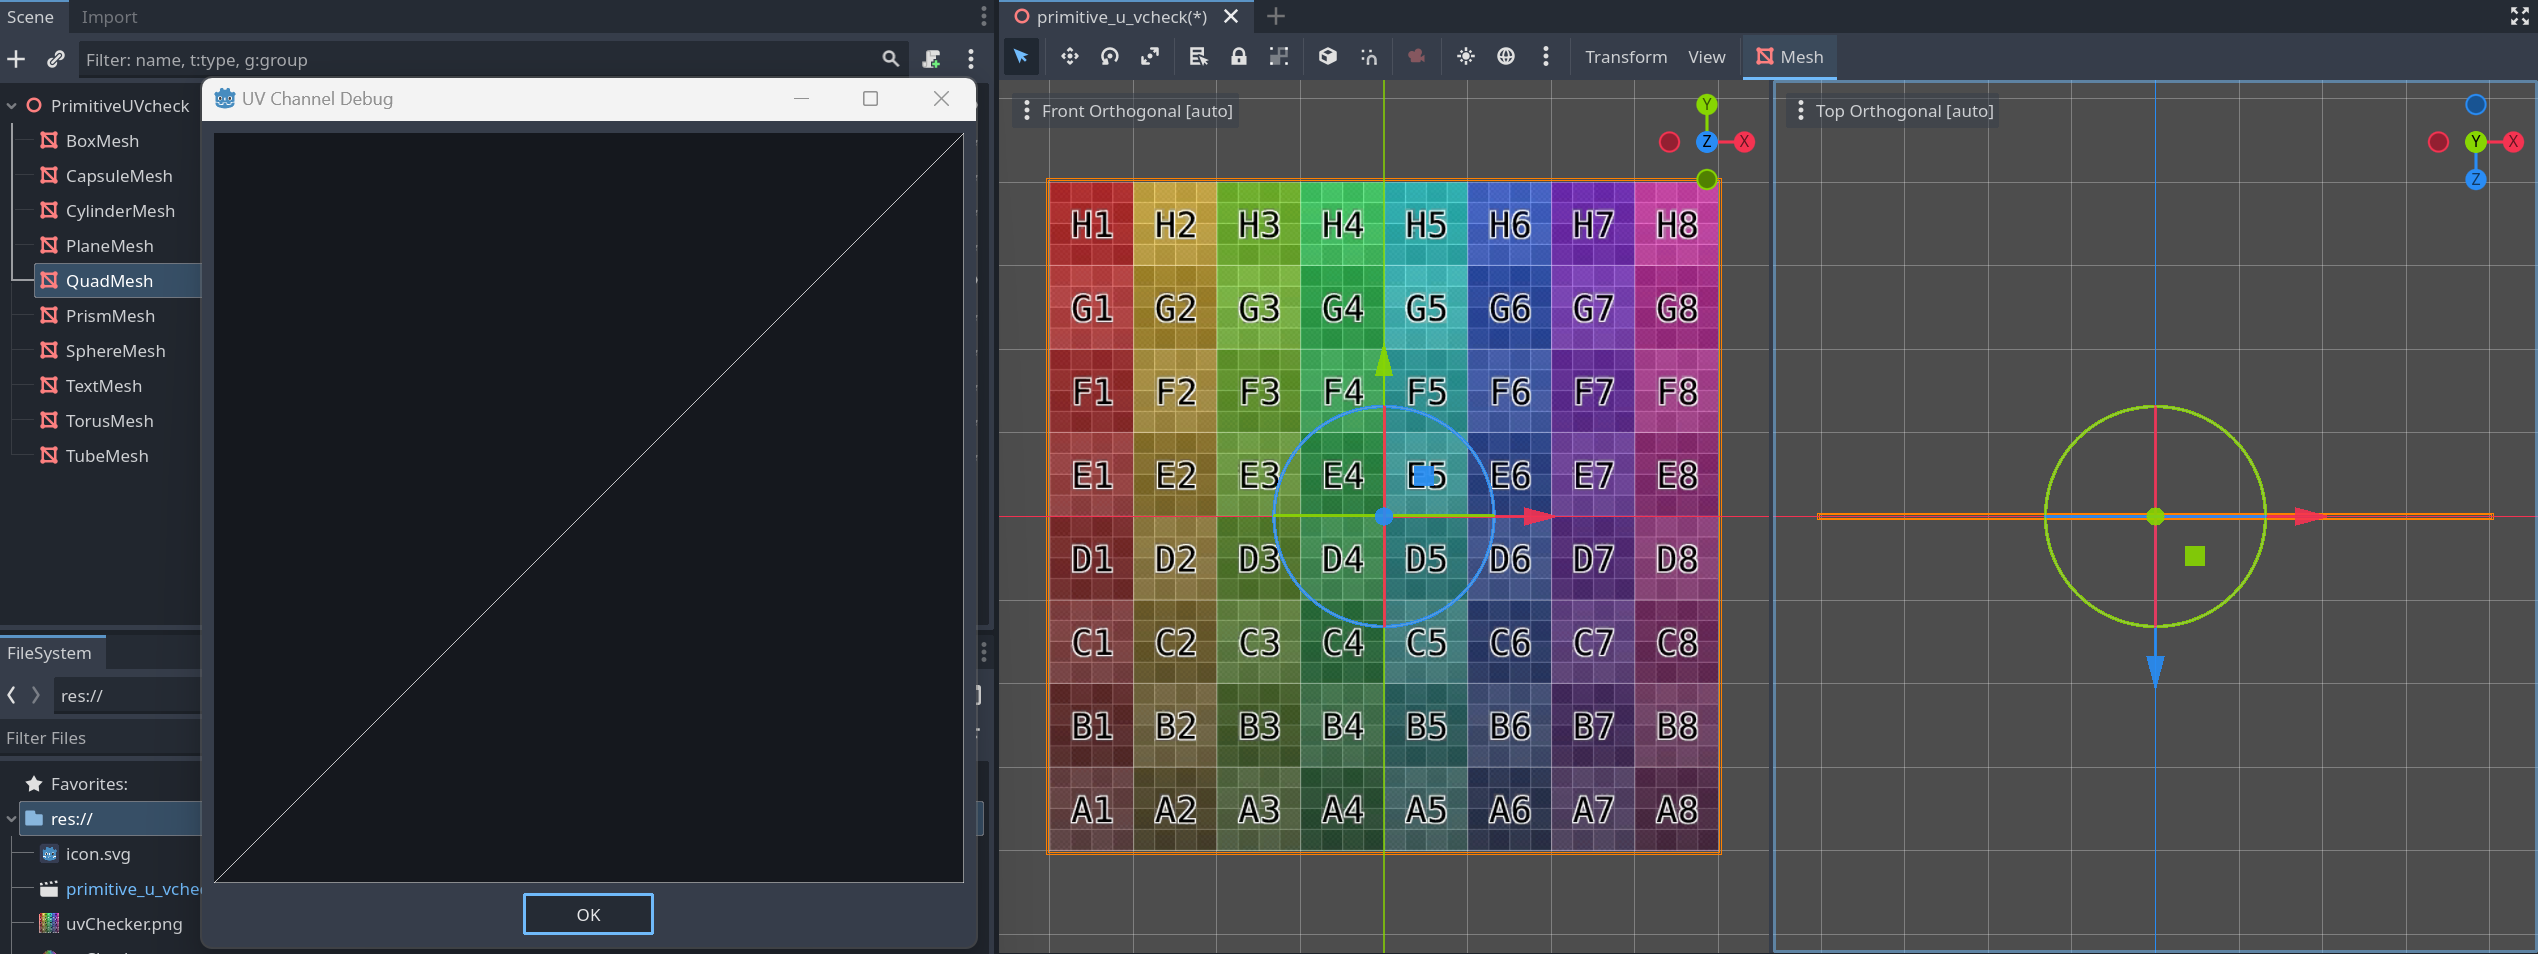 Scene Import
Filter: name, t:type, g:group
PrimitiveUVcheck
BoxMesh
CapsuleMesh
CylinderMesh
PlaneMesh
QuadMesh
PrismMesh
SphereMesh
TextMesh
TorusMesh
TubeMesh
FileSystem
res://
Filter Files
Favorites:
res://
icon.svg
primitive_u_vche
uvChecker.png
UV Channel Debug
OK
primitive_u_vcheck(*)
Transform View Mesh
Front Orthogonal [auto]
Y
Z X
H1 H2 H3 H4 H5 H6 H7 H8
G1 G2 G3 G4 G5 G6 G7 G8
F1 F2 F3 F4 F5 F6 F7 F8
E1 E2 E3 E4 E5 E6 E7 E8
D1 D2 D3 D4 D5 D6 D7 D8
C1 C2 C3 C4 C5 C6 C7 C8
B1 B2 B3 B4 B5 B6 B7 B8
A1 A2 A3 A4 A5 A6 A7 A8
Top Orthogonal [auto]
Y X
Z